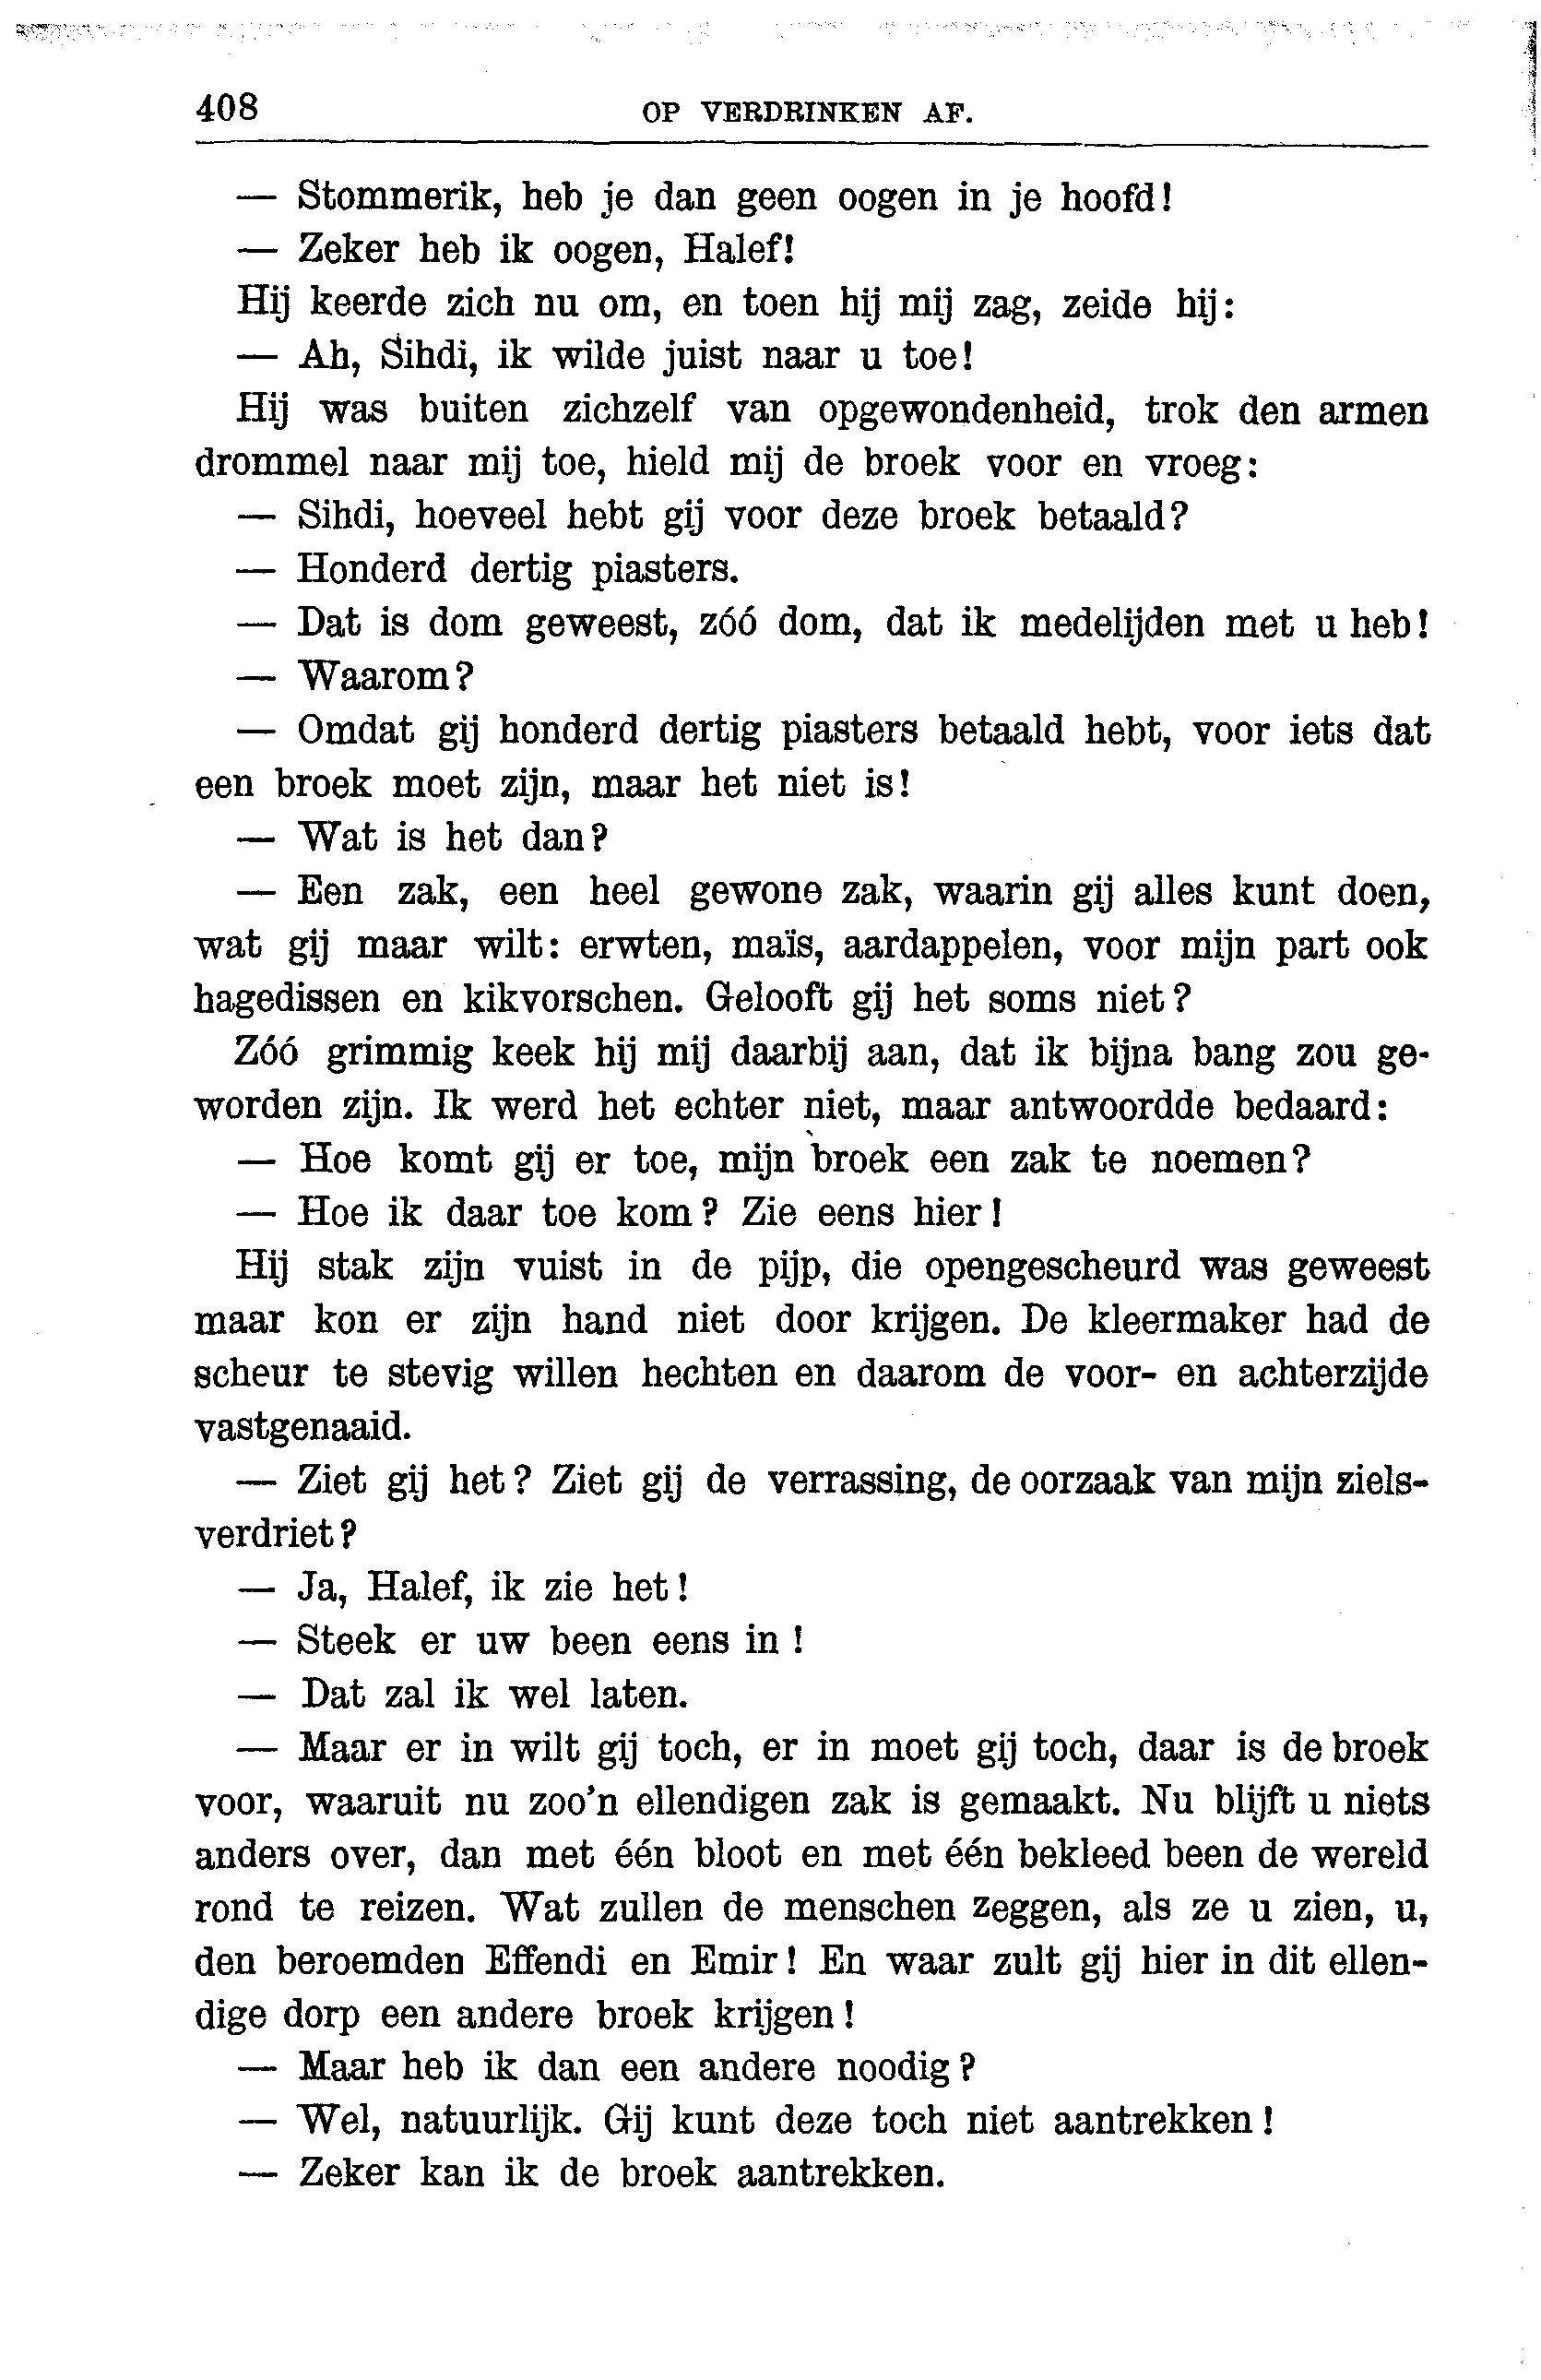 408 OP VERDRINKEN AF.
— Stommerik, heb je dan geen oogen in je hoofd!
— Zeker heb ik oogen, Halef!
Hij keerde zich nu om, en toen hij mij zag, zeide hij:
— Ah, Sihdi, ik wilde juist naar u toe!
Hij was buiten zichzelf van opgewondenheid, trok den armen
drommel naar mij toe, hield mij de broek voor en vroeg:
— Sihdi, hoeveel hebt gij voor deze broek betaald?
— Honderd dertig piasters.
— Dat is dom geweest, zóó dom, dat ik medelijden met u heb!
— Waarom?
— Omdat gij honderd dertig piasters betaald hebt, voor iets dat
een broek moet zijn, maar het niet is!
— Wat is het dan?
— Een zak, een heel gewone zak, waarin gij alles kunt doen,
wat gij maar wilt: erwten, maïs, aardappelen, voor mijn part ook
hagedissen en kikvorschen. Gelooft gij het soms niet?
Zóó grimmig keek hij mij daarbij aan, dat ik bijna bang zou ge-
worden zijn. Ik werd het echter niet, maar antwoordde bedaard:
— Hoe komt gij er toe, mijn broek een zak te noemen?
— Hoe ik daar toe kom? Zie eens hier!
Hij stak zijn vuist in de pijp, die opengescheurd was geweest
maar kon er zijn hand niet door krijgen. De kleermaker had de
scheur te stevig willen hechten en daarom de voor- en achterzijde
vastgenaaid.
— Ziet gij het? Ziet gij de verrassing, de oorzaak van mijn ziels-
verdriet?
— Ja, Halef, ik zie het!
— Steek er uw been eens in!
— Dat zal ik wel laten.
— Maar er in wilt gij toch, er in moet gij toch, daar is de broek
voor, waaruit nu zoo'n ellendigen zak is gemaakt. Nu blijft u niets
anders over, dan met één bloot en met één bekleed been de wereld
rond te reizen. Wat zullen de menschen zeggen, als ze u zien, u,
den beroemden Effendi en Emir! En waar zult gij hier in dit ellen-
dige dorp een andere broek krijgen!
— Maar heb ik dan een andere noodig?
— Wel, natuurlijk. Gij kunt deze toch niet aantrekken!
— Zeker kan ik de broek aantrekken.